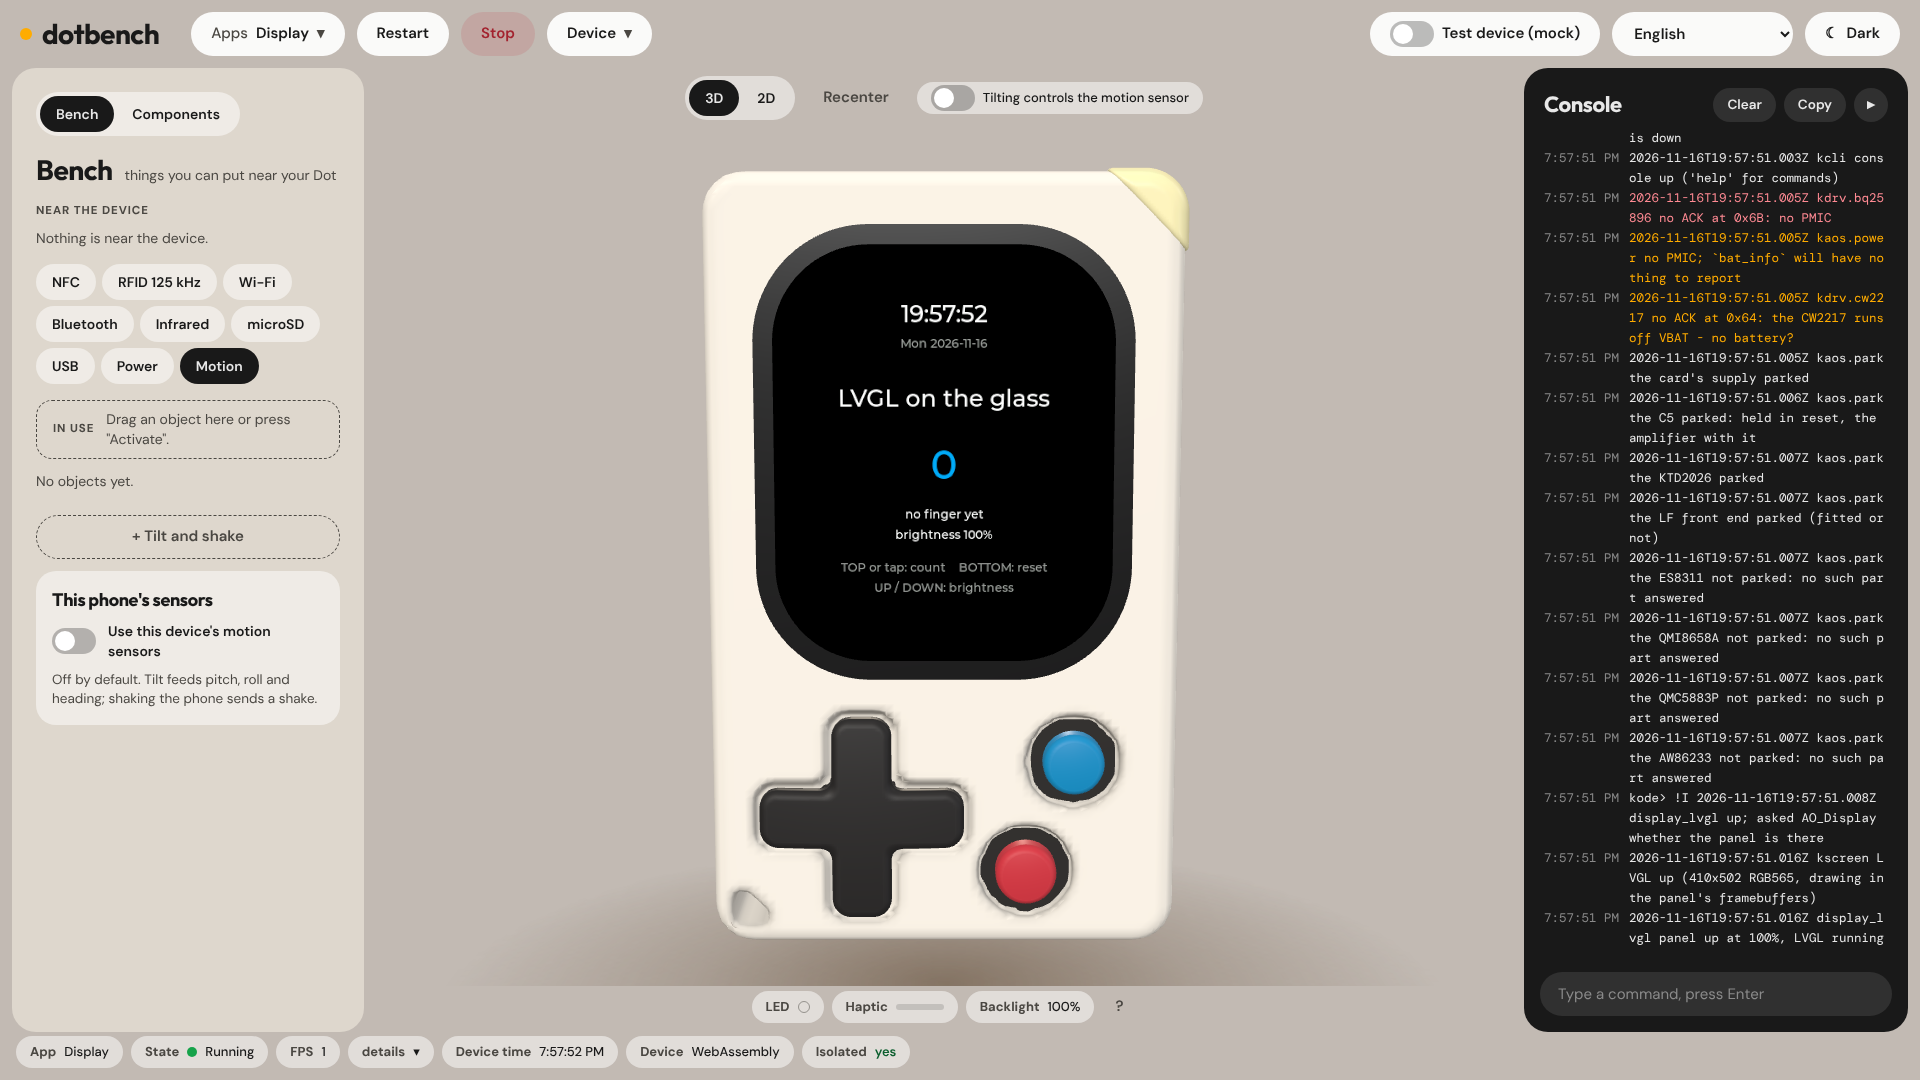 dotbench
Apps Display ▾
Restart
Stop
Device ▾
Test device (mock)
English
☾ Dark
Bench
Components
Bench things you can put near your Dot
NEAR THE DEVICE
Nothing is near the device.
NFC
RFID 125 kHz
Wi-Fi
Bluetooth
Infrared
microSD
USB
Power
Motion
IN USE
Drag an object here or press
"Activate".
No objects yet.
+ Tilt and shake
This phone's sensors
Use this device's motion
sensors
Off by default. Tilt feeds pitch, roll and
heading; shaking the phone sends a shake.
3D
2D
Recenter
Tilting controls the motion sensor
19:57:52
Mon 2026-11-16
LVGL on the glass
0
no finger yet
brightness 100%
TOP or tap: count BOTTOM: reset
UP / DOWN: brightness
LED
Haptic
Backlight 100%
?
Console
Clear
Copy
▶
is down
7:57:51 PM 2026-11-16T19:57:51.003Z kcli cons
ole up ('help' for commands)
7:57:51 PM 2026-11-16T19:57:51.005Z kdrv.bq25
896 no ACK at 0x6B: no PMIC
7:57:51 PM 2026-11-16T19:57:51.005Z kaos.powe
r no PMIC; `bat_info` will have no
thing to report
7:57:51 PM 2026-11-16T19:57:51.005Z kdrv.cw22
17 no ACK at 0x64: the CW2217 runs
off VBAT - no battery?
7:57:51 PM 2026-11-16T19:57:51.005Z kaos.park
the card's supply parked
7:57:51 PM 2026-11-16T19:57:51.006Z kaos.park
the C5 parked: held in reset, the
amplifier with it
7:57:51 PM 2026-11-16T19:57:51.007Z kaos.park
the KTD2026 parked
7:57:51 PM 2026-11-16T19:57:51.007Z kaos.park
the LF front end parked (fitted or
not)
7:57:51 PM 2026-11-16T19:57:51.007Z kaos.park
the ES8311 not parked: no such par
t answered
7:57:51 PM 2026-11-16T19:57:51.007Z kaos.park
the QMI8658A not parked: no such p
art answered
7:57:51 PM 2026-11-16T19:57:51.007Z kaos.park
the QMC5883P not parked: no such p
art answered
7:57:51 PM 2026-11-16T19:57:51.007Z kaos.park
the AW86233 not parked: no such pa
rt answered
7:57:51 PM kode> !I 2026-11-16T19:57:51.008Z
display_lvgl up; asked AO_Display
whether the panel is there
7:57:51 PM 2026-11-16T19:57:51.016Z kscreen L
VGL up (410x502 RGB565, drawing in
the panel's framebuffers)
7:57:51 PM 2026-11-16T19:57:51.016Z display_l
vgl panel up at 100%, LVGL running
Type a command, press Enter
App Display
State Running
FPS 1
details ▾
Device time 7:57:52 PM
Device WebAssembly
Isolated yes